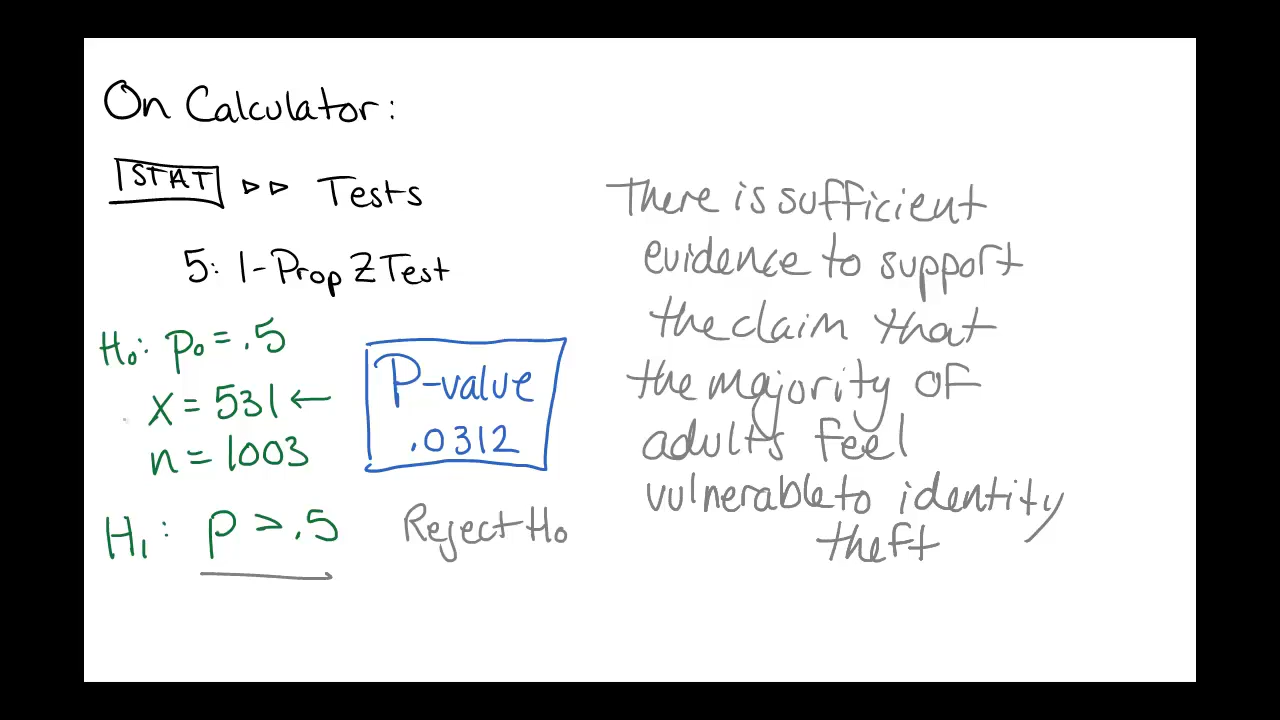 On Calculator:
STAT ▷▷ Tests
5: 1-Prop Z Test
H₀: p₀ = .5
x = 531 ←
n = 1003
H₁: p > .5
P-value
.0312
Reject H₀
There is sufficient
evidence to support
the claim that
the majority of
adults feel
vulnerable to identity
theft